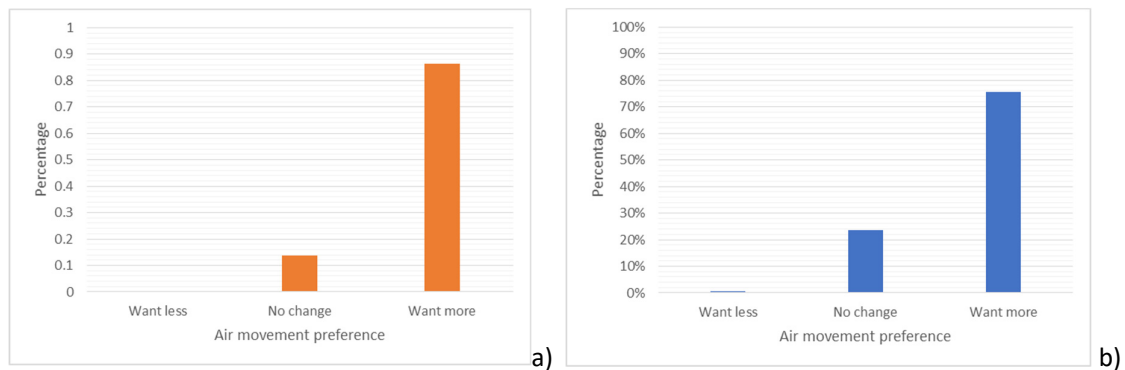 1
0.9
0.8
0.7
0.6
0.5
0.4
0.3
0.2
0.1
0
Percentage
Want less No change Want more
Air movement preference
a)
100%
90%
80%
70%
60%
50%
40%
30%
20%
10%
0%
Percentage
Want less No change Want more
Air movement preference
b)